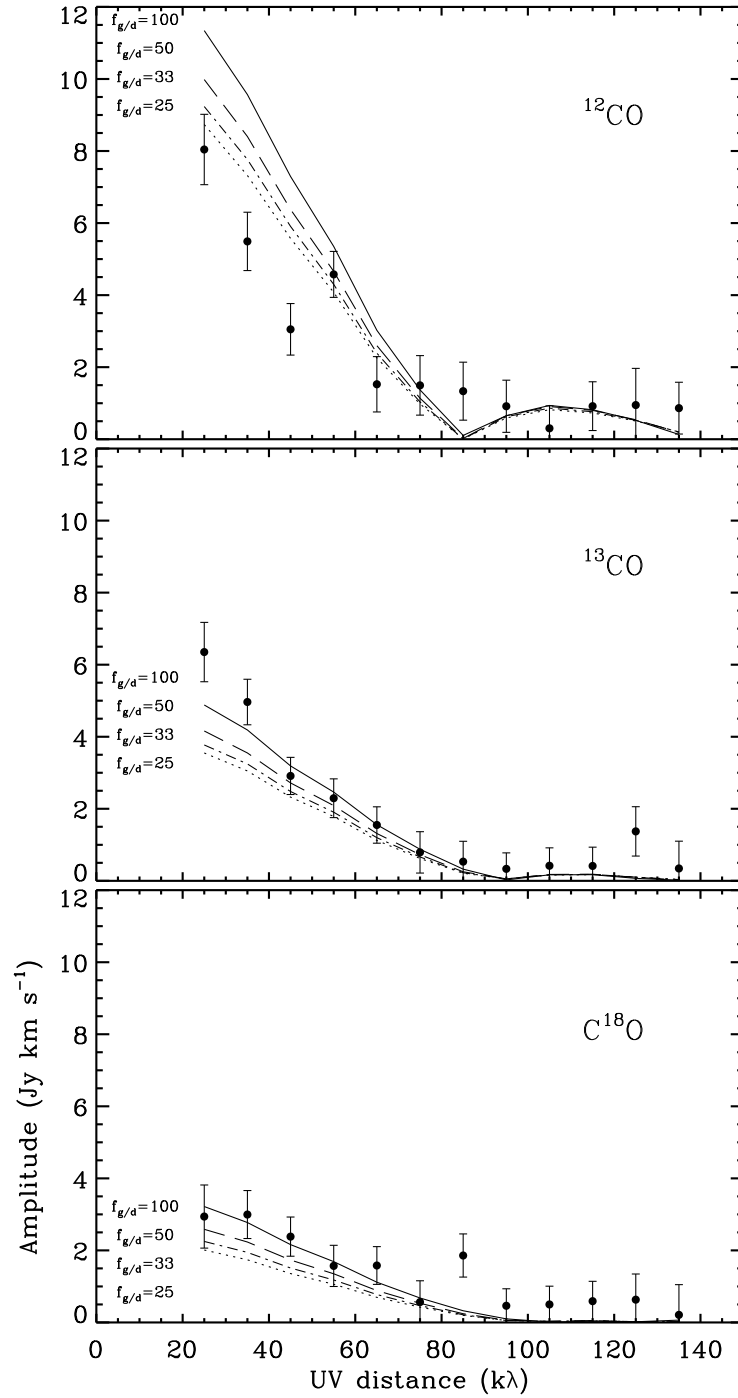 12
f_g/d=100
f_g/d=50
10
f_g/d=33
f_g/d=25
¹²CO
8
6
4
2
0
12
10
¹³CO
8
6
f_g/d=100
f_g/d=50
4
f_g/d=33
f_g/d=25
2
0
12
10
C¹⁸O
8
6
4
f_g/d=100
f_g/d=50
2
f_g/d=33
f_g/d=25
0
Amplitude (Jy km s⁻¹)
0 20 40 60 80 100 120 140
UV distance (kλ)